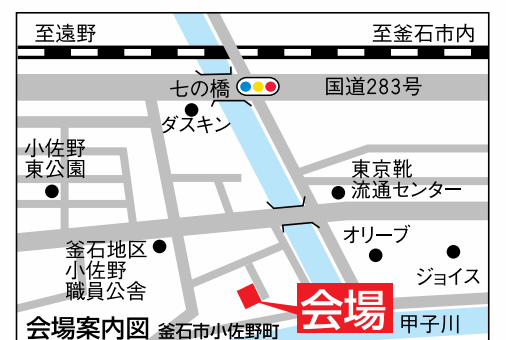 至遠野
至釜石市内
七の橋
国道283号
ダスキン
小佐野
東公園
東京靴
流通センター
オリーブ
釜石地区
小佐野
職員公舎
ジョイス
会場
甲子川
会場案内図 釜石市小佐野町